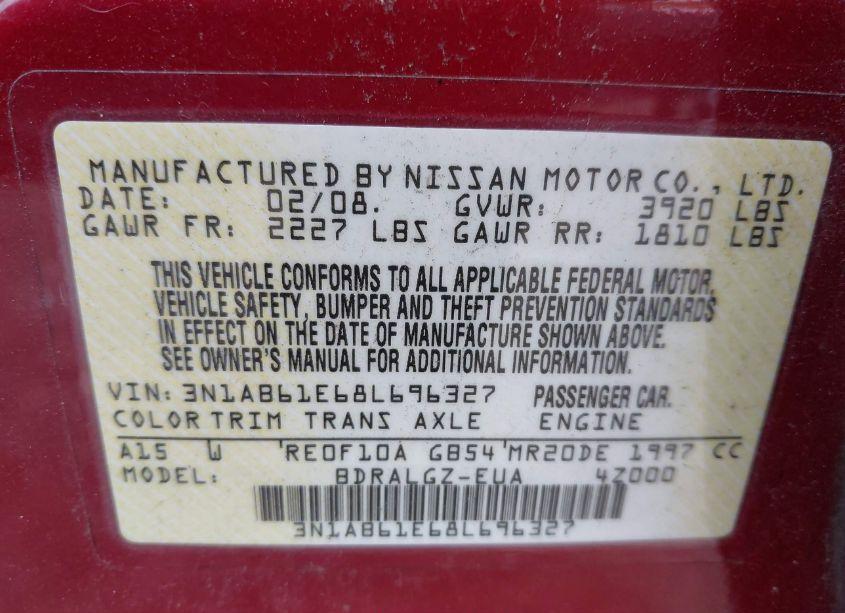 MANUFACTURED BY NISSAN MOTOR CO., LTD.
DATE: 02/08. GVWR: 3920 LBS
GAWR FR: 2227 LBS GAWR RR: 1810 LBS
THIS VEHICLE CONFORMS TO ALL APPLICABLE FEDERAL MOTOR,
VEHICLE SAFETY, BUMPER AND THEFT PREVENTION STANDARDS
IN EFFECT ON THE DATE OF MANUFACTURE SHOWN ABOVE.
SEE OWNER'S MANUAL FOR ADDITIONAL INFORMATION.
VIN: 3N1AB61E68L696327 PASSENGER CAR.
COLOR TRIM TRANS AXLE ENGINE
A15 W 'RE0F10A GB54'MR20DE 1997 CC
MODEL: BDRALGZ-EUA 4Z000
3N1AB61E68L696327